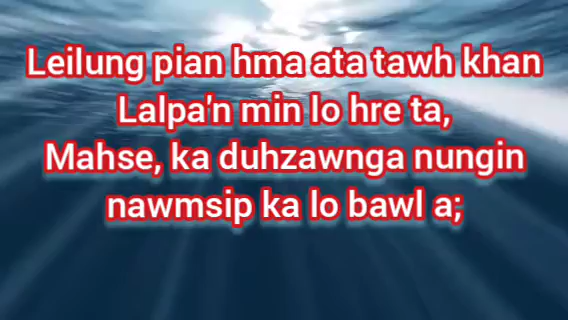 Leilung pian hma ata tawh khan
Lalpa'n min lo hre ta,
Mahse, ka duhzawnga nungin
nawmsip ka lo bawl a;